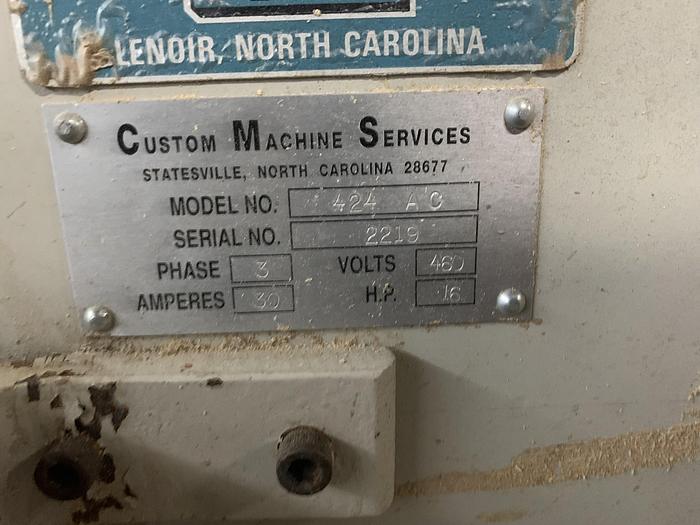 LENOIR, NORTH CAROLINA
CUSTOM MACHINE SERVICES
STATESVILLE, NORTH CAROLINA 28677
MODEL NO. 424 AC
SERIAL NO. 2219
PHASE 3 VOLTS 460
AMPERES 30 H.P. 16